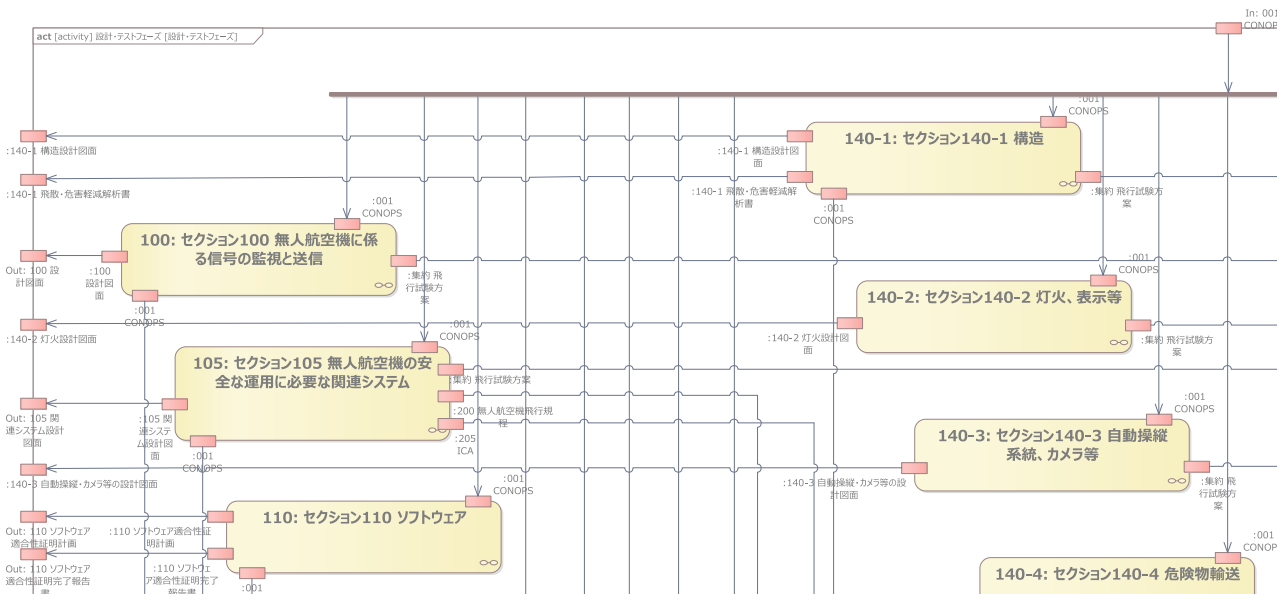 In: 001
CONOP
act [activity] 設計・テストフェーズ [設計・テストフェーズ]
:001
CONOPS
140-1: セクション140-1 構造
:140-1 構造設計図面
:140-1 構造設計図
面
:140-1 飛散・危害軽減解析書
:140-1 飛散・危害軽減解
析書
:集約 飛行試験方
案
:001
CONOPS
:001
CONOPS
100: セクション100 無人航空機に係
る信号の監視と送信
Out: 100 設
計図面
:100
設計図
面
:集約 飛
行試験方
案
:001
CONOPS
:001
CONOPS
140-2: セクション140-2 灯火、表示等
:140-2 灯火設計図面
:140-2 灯火設計図
面
:集約 飛行試験方
案
:001
CONOPS
105: セクション105 無人航空機の安
全な運用に必要な関連システム
:集約 飛行試験方案
:200 無人航空機飛行規
程
:205
ICA
Out: 105 関
連システム設計
図面
:105 関
連システ
ム設計図
面
:001
CONOPS
:001
CONOPS
140-3: セクション140-3 自動操縦
系統、カメラ等
:140-3 自動操縦・カメラ等の設計図面
:140-3 自動操縦・カメラ等の設
計図面
:集約 飛
行試験方
案
:001
CONOPS
110: セクション110 ソフトウェア
Out: 110 ソフトウェア
適合性証明計画
:110 ソフトウェア適合性証
明計画
Out: 110 ソフトウェア
適合性証明完了報告
書
:110 ソフトウェ
ア適合性証明完了
報告書
:001
:001
CONOP
140-4: セクション140-4 危険物輸送